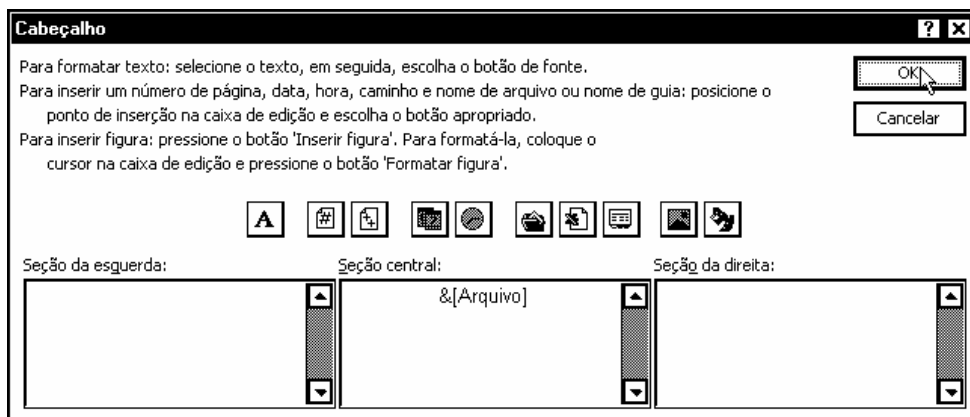 Cabeçalho
Para formatar texto: selecione o texto, em seguida, escolha o botão de fonte.
Para inserir um número de página, data, hora, caminho e nome de arquivo ou nome de guia: posicione o
ponto de inserção na caixa de edição e escolha o botão apropriado.
Para inserir figura: pressione o botão 'Inserir figura'. Para formatá-la, coloque o
cursor na caixa de edição e pressione o botão 'Formatar figura'.
OK
Cancelar
A
Seção da esquerda:
Seção central:
Seção da direita:
&[Arquivo]